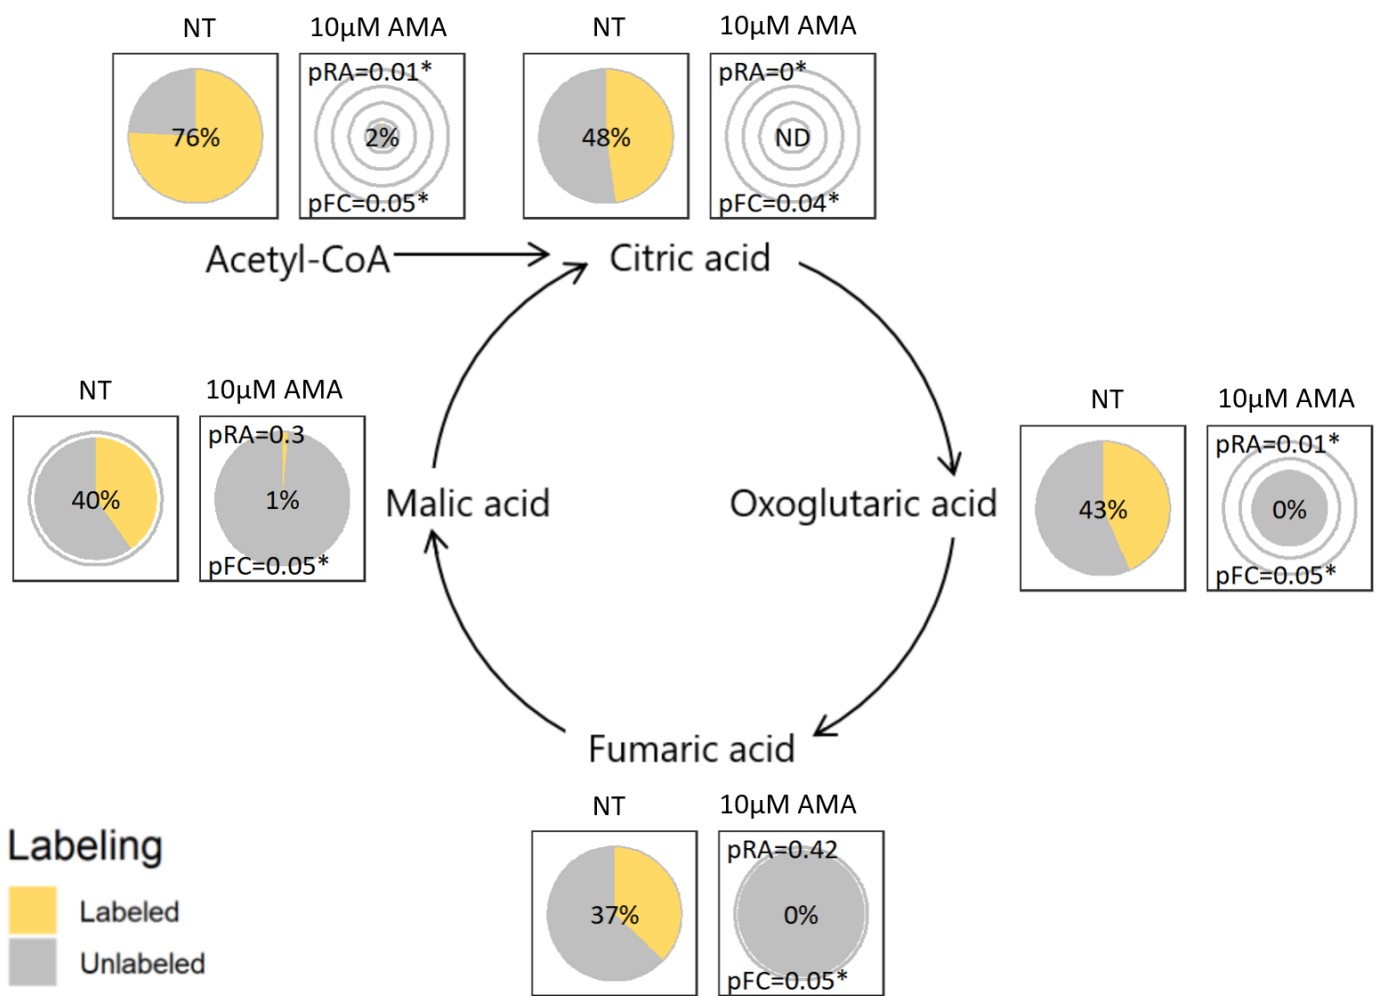 NT
10µM AMA
NT
10µM AMA
76%
pRA=0.01*
2%
pFC=0.05*
48%
pRA=0*
ND
pFC=0.04*
Acetyl-CoA
Citric acid
NT
10µM AMA
NT
10µM AMA
40%
pRA=0.3
1%
pFC=0.05*
Malic acid
Oxoglutaric acid
43%
pRA=0.01*
0%
pFC=0.05*
Fumaric acid
NT
10µM AMA
37%
pRA=0.42
0%
pFC=0.05*
Labeling
Labeled
Unlabeled